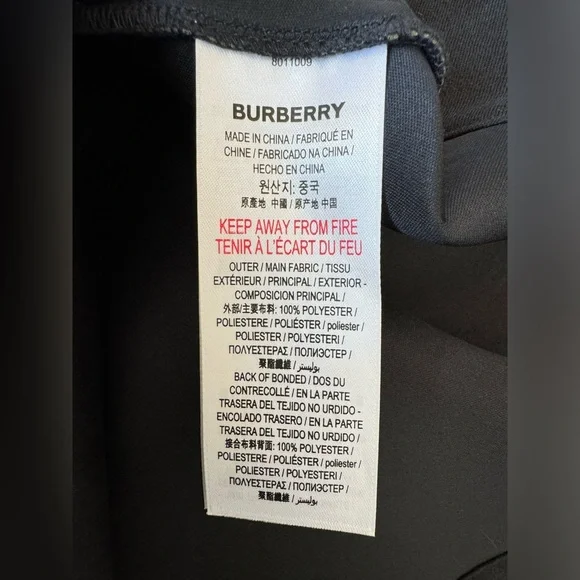 8011009
BURBERRY
MADE IN CHINA / FABRIQUÉ EN
CHINE / FABRICADO NA CHINA /
HECHO EN CHINA
원산지: 중국
原產地 中國 / 原产地 中国
KEEP AWAY FROM FIRE
TENIR À L'ÉCART DU FEU
OUTER / MAIN FABRIC / TISSU
EXTÉRIEUR / PRINCIPAL / EXTERIOR -
COMPOSICION PRINCIPAL /
外部/主要布料: 100% POLYESTER /
POLIESTERE / POLIÉSTER / poliester /
POLIESTER / POLYESTERI /
ΠΟΛΥΕΣΤΕΡΑΣ / ПОЛИЭСТЕР /
聚酯纖維 / بوليستر /
BACK OF BONDED / DOS DU
CONTRECOLLÉ / EN LA PARTE
TRASERA DEL TEJIDO NO URDIDO -
ENCOLADO TRASERO / EN LA PARTE
TRASERA DEL TEJIDO NO URDIDO /
接合布料背面: 100% POLYESTER /
POLIESTERE / POLIÉSTER / poliester /
POLIESTER / POLYESTERI /
ΠΟΛΥΕΣΤΕΡΑΣ / ПОЛИЭСТЕР /
聚酯纖維 / بوليستر /